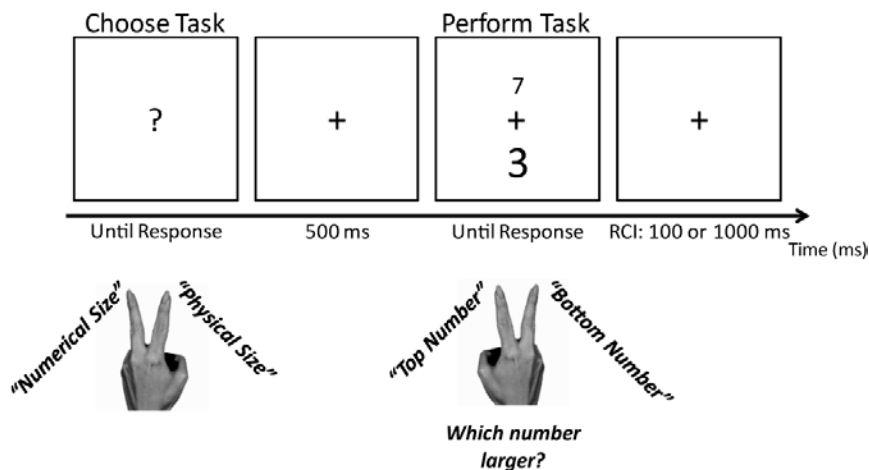 Choose Task
Perform Task
?
+
7
+
3
+
Until Response
500 ms
Until Response
RCI: 100 or 1000 ms
Time (ms)
"Numerical Size"
"Physical Size"
"Top Number"
"Bottom Number"
Which number
larger?